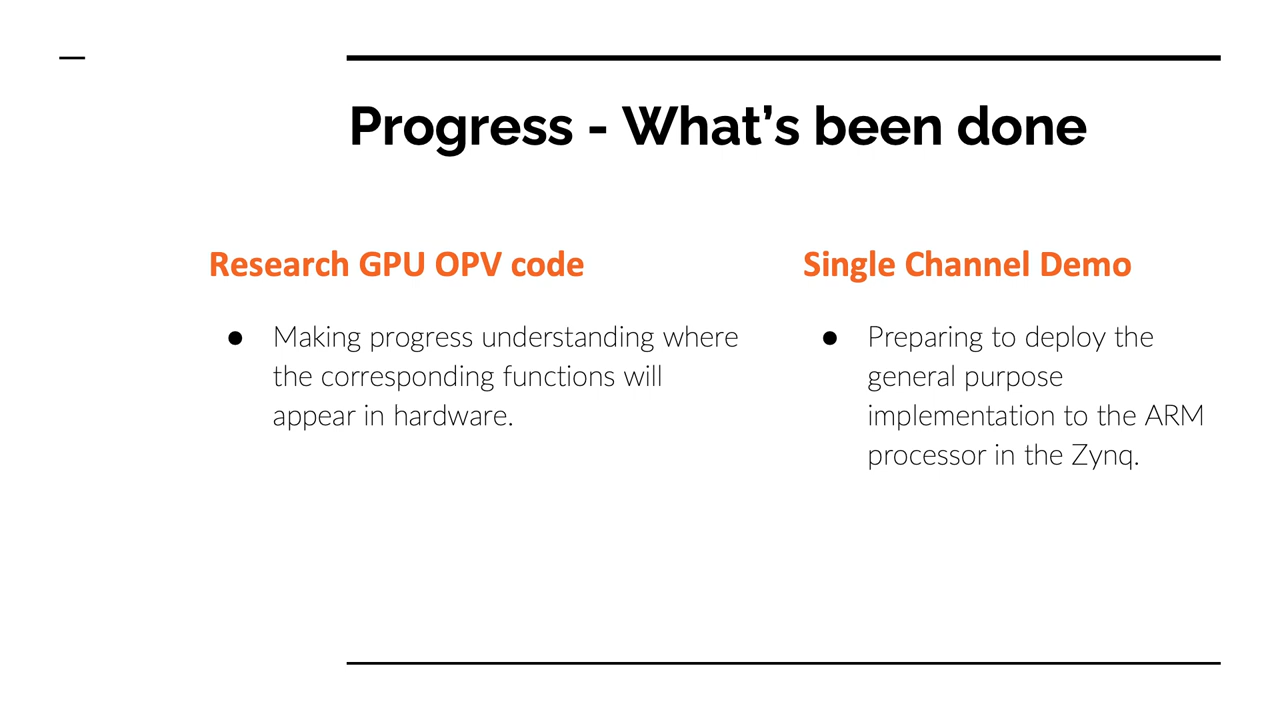 Progress - What’s been done
Research GPU OPV code
● Making progress understanding where
the corresponding functions will
appear in hardware.
Single Channel Demo
● Preparing to deploy the
general purpose
implementation to the ARM
processor in the Zynq.